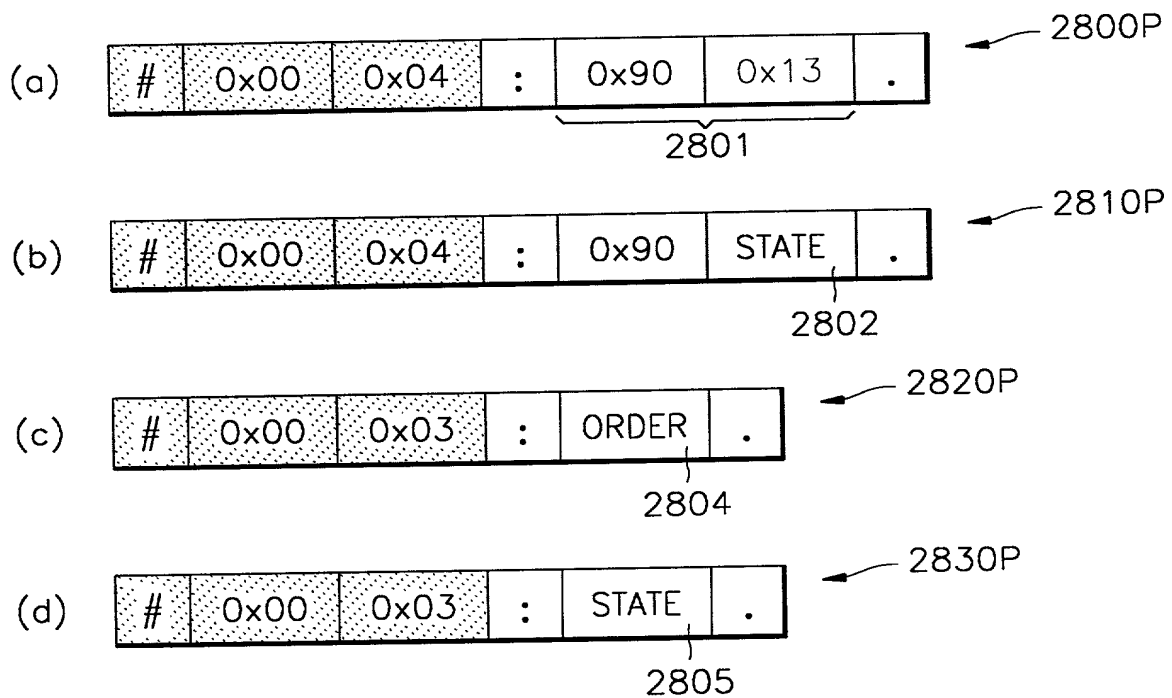 2800P
(a) # 0x00 0x04 : 0x90 0x13 .
2801
2810P
(b) # 0x00 0x04 : 0x90 STATE .
2802
2820P
(c) # 0x00 0x03 : ORDER .
2804
2830P
(d) # 0x00 0x03 : STATE .
2805